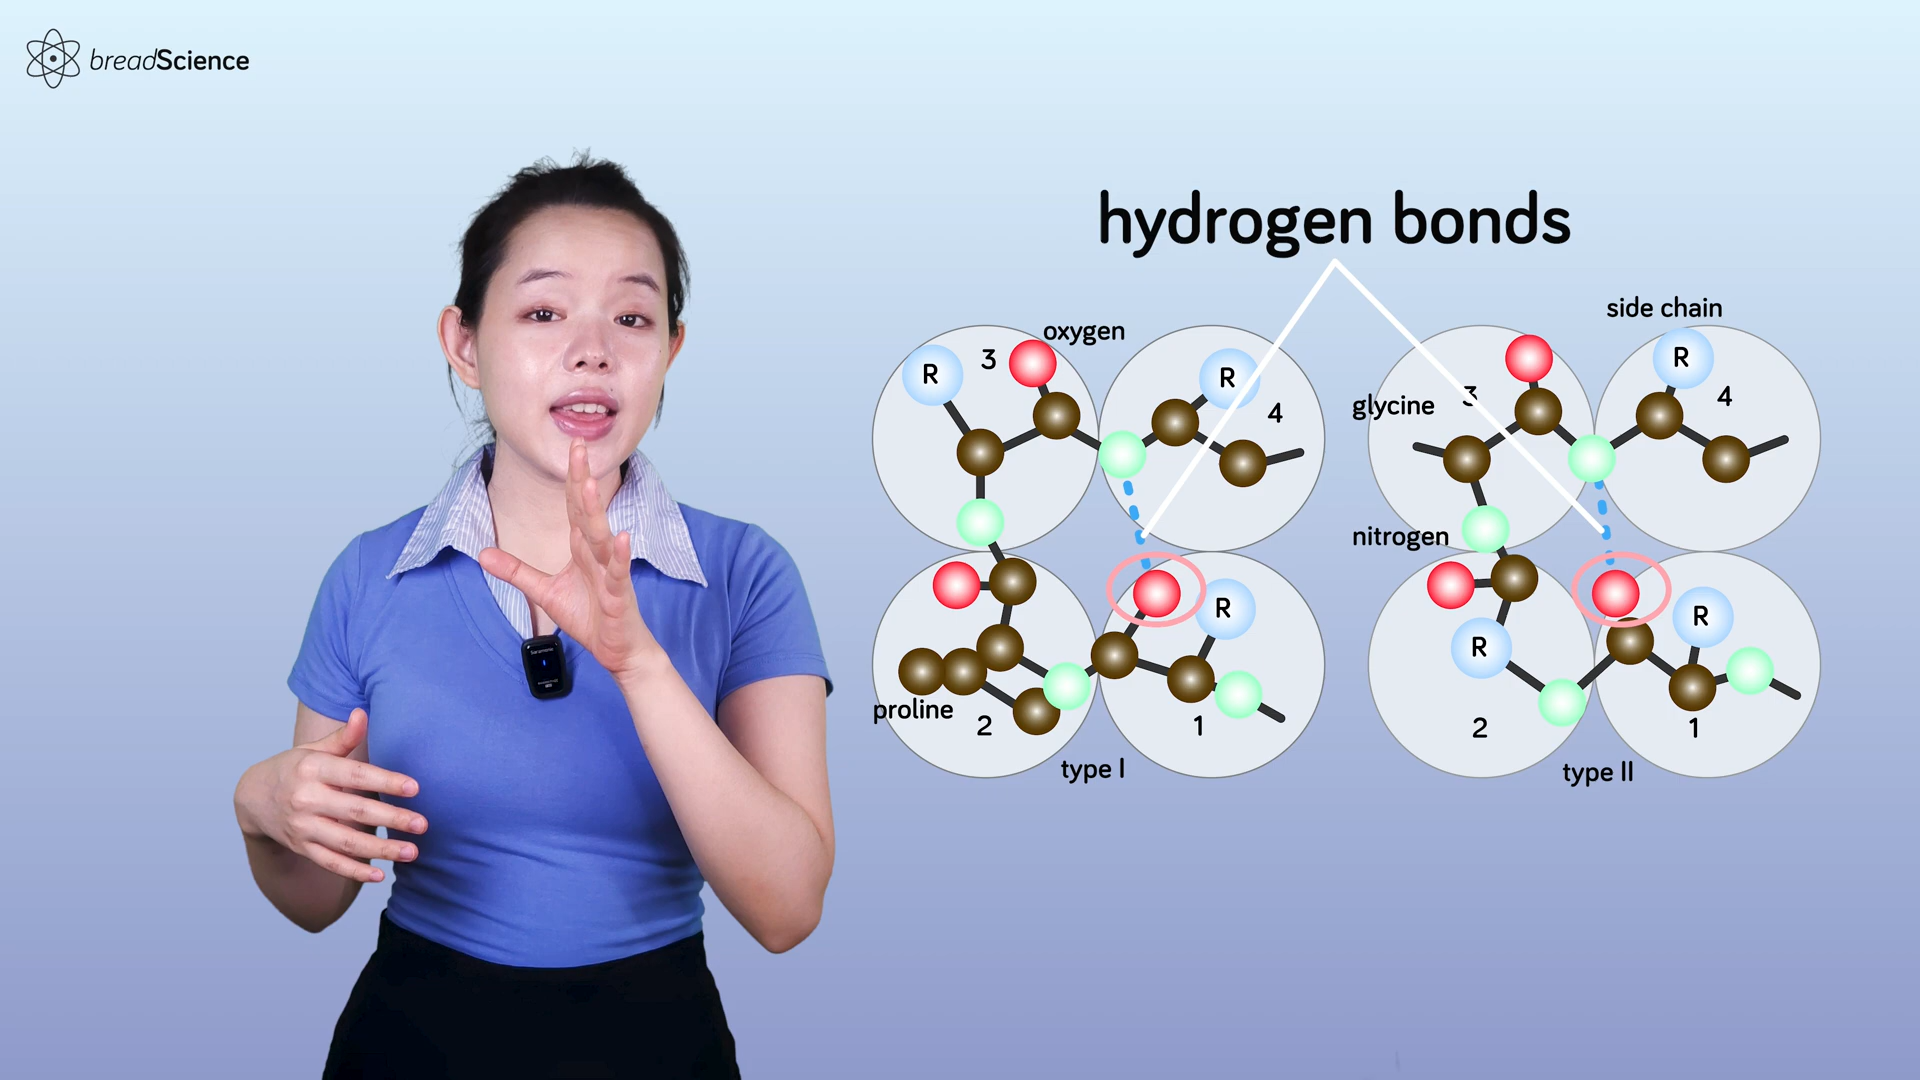 breadScience
hydrogen bonds
side chain
oxygen
R
3
R
4
R
4
glycine
3
nitrogen
R
R
R
proline
2
1
2
1
type I
type II